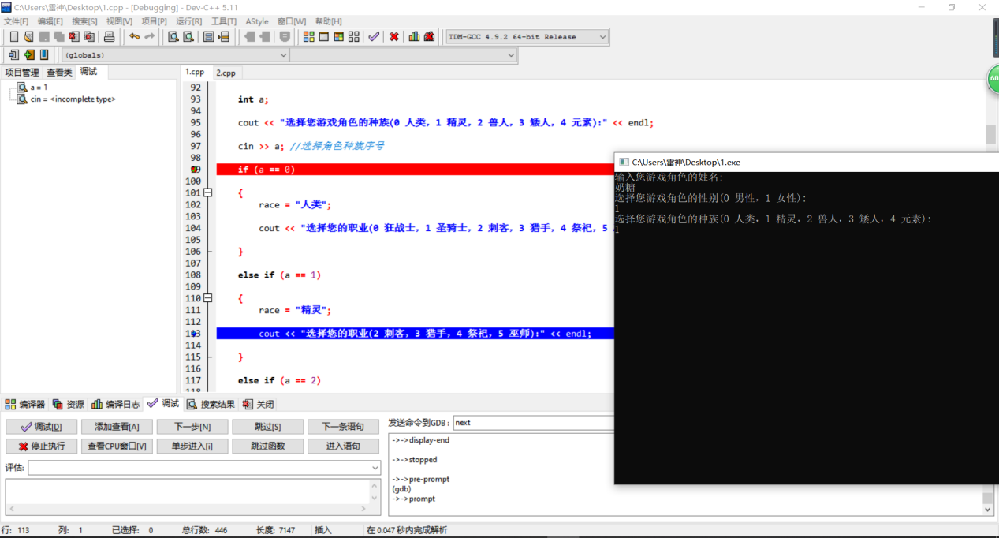 C:\Users\雷神\Desktop\1.cpp - [Debugging] - Dev-C++ 5.11
文件[F] 编辑[E] 搜索[S] 视图[V] 项目[P] 运行[R] 工具[T] AStyle 窗口[W] 帮助[H]
TDM-GCC 4.9.2 64-bit Release
(globals)
项目管理 查看类 调试
1.cpp 2.cpp
a = 1
cin = <incomplete type>
92
93 int a;
94
95 cout << "选择您游戏角色的种族(0 人类，1 精灵，2 兽人，3 矮人，4 元素):" << endl;
96
97 cin >> a; //选择角色种族序号
98
99 if (a == 0)
100
101 {
102 race = "人类";
103
104 cout << "选择您的职业(0 狂战士，1 圣骑士，2 刺客，3 猎手，4 祭祀，5
105
106 }
107
108 else if (a == 1)
109
110 {
111 race = "精灵";
112
113 cout << "选择您的职业(2 刺客，3 猎手，4 祭祀，5 巫师):" << endl;
114
115 }
116
117 else if (a == 2)
118
C:\Users\雷神\Desktop\1.exe
输入您游戏角色的姓名:
奶糖
选择您游戏角色的性别(0 男性，1 女性):
1
选择您游戏角色的种族(0 人类，1 精灵，2 兽人，3 矮人，4 元素):
1
60
编译器 资源 编译日志 调试 搜索结果 关闭
调试[D] 添加查看[A] 下一步[N] 跳过[S] 下一条语句
停止执行 查看CPU窗口[V] 单步进入[i] 跳过函数 进入语句
评估:
发送命令到GDB: next
->->display-end
->->stopped
->->pre-prompt
(gdb)
->->prompt
行: 113 列: 1 已选择: 0 总行数: 446 长度: 7147 插入 在 0.047 秒内完成解析